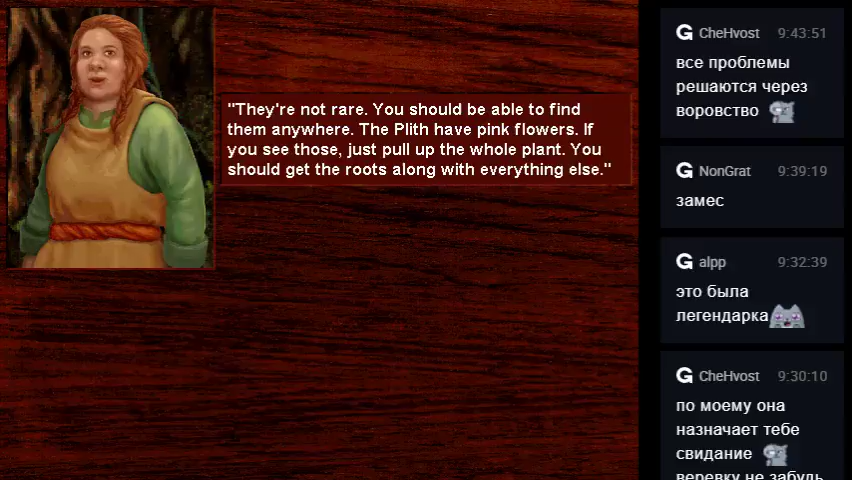 "They're not rare. You should be able to find
them anywhere. The Plith have pink flowers. If
you see those, just pull up the whole plant. You
should get the roots along with everything else."
G CheHvost 9:43:51
все проблемы
решаются через
воровство
G NonGrat 9:39:19
замес
G alpp 9:32:39
это была
легендарка
G CheHvost 9:30:10
по моему она
назначает тебе
свидание
веревку не забудь